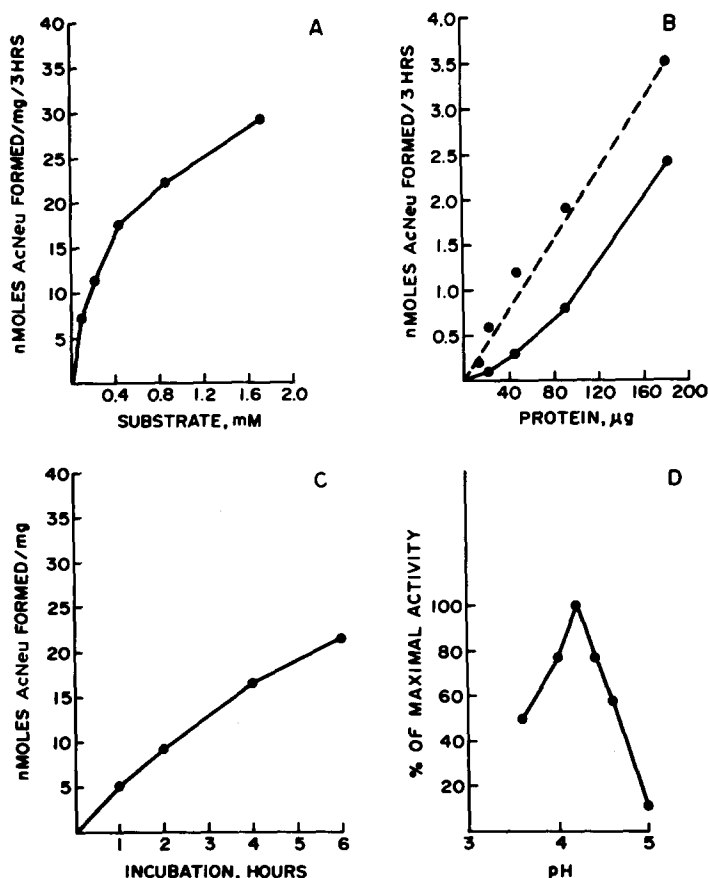 A
nMOLES AcNeu FORMED/mg/3 HRS
40
35
30
25
20
15
10
5
0.4 0.8 1.2 1.6 2.0
SUBSTRATE, mM
B
nMOLES AcNeu FORMED/3 HRS
4.0
3.5
3.0
2.5
2.0
1.5
1.0
0.5
40 80 120 160 200
PROTEIN, µg
C
nMOLES AcNeu FORMED/mg
40
35
30
25
20
15
10
5
1 2 3 4 5 6
INCUBATION, HOURS
D
% OF MAXIMAL ACTIVITY
100
80
60
40
20
3 4 5
pH